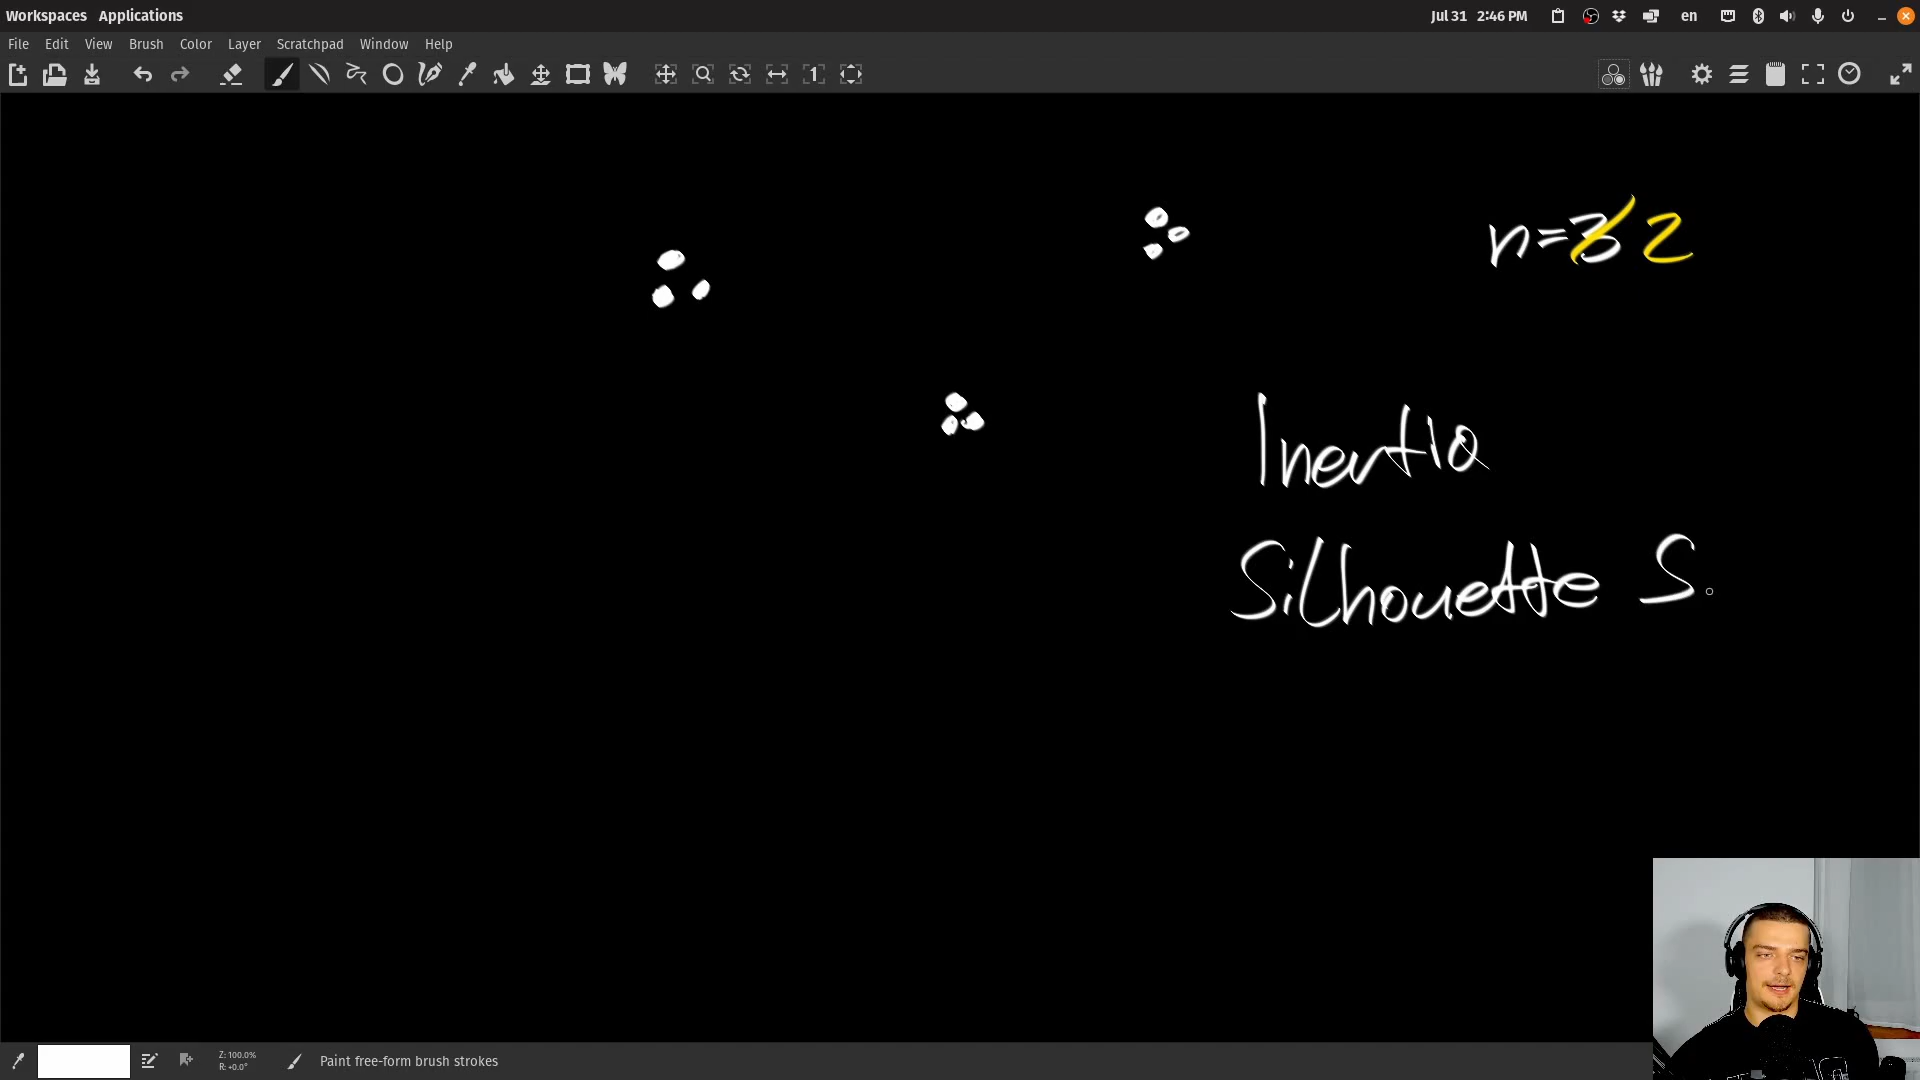 Workspaces Applications Jul 31 2:46 PM en
File Edit View Brush Color Layer Scratchpad Window Help
n=3 2
Inertia
Silhouette S.
Z: 100.0%
R: +0.0°
Paint free-form brush strokes